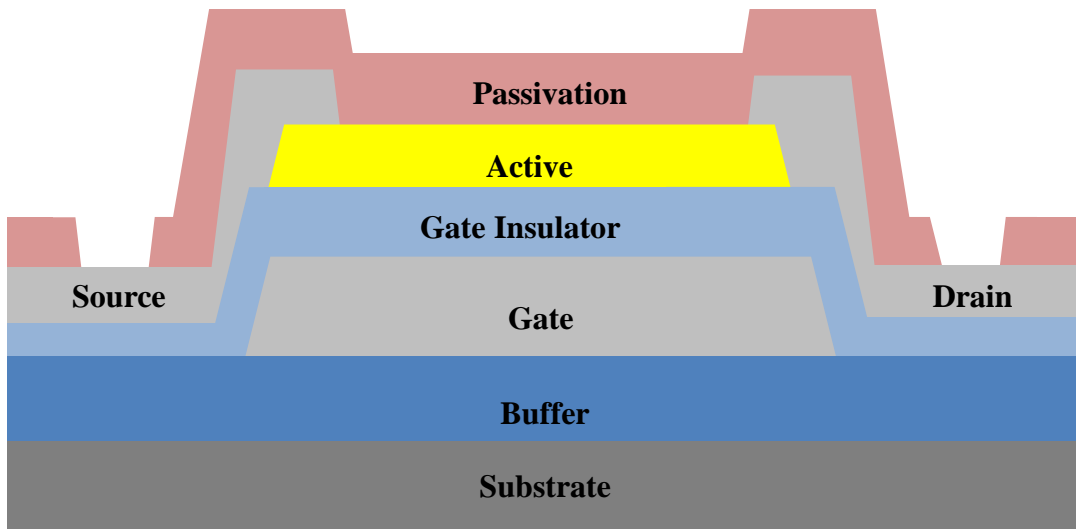 Passivation
Active
Gate Insulator
Source
Drain
Gate
Buffer
Substrate